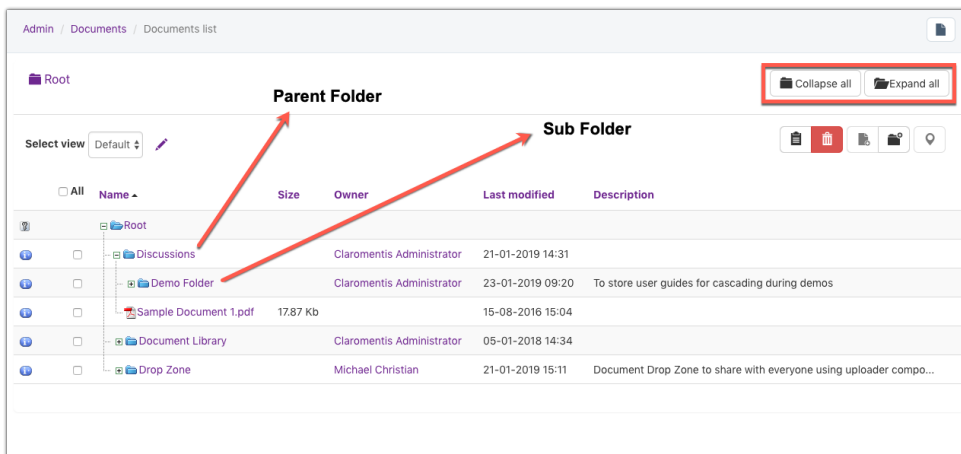 Admin / Documents / Documents list
Root
Collapse all Expand all
Parent Folder
Sub Folder
Select view Default
All Name Size Owner Last modified Description
Root
Discussions Claromentis Administrator 21-01-2019 14:31
Demo Folder Claromentis Administrator 23-01-2019 09:20 To store user guides for cascading during demos
Sample Document 1.pdf 17.87 Kb 15-08-2016 15:04
Document Library Claromentis Administrator 05-01-2018 14:34
Drop Zone Michael Christian 21-01-2019 15:11 Document Drop Zone to share with everyone using uploader compo...